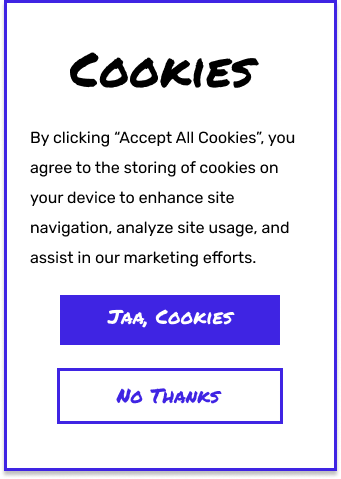 Cookies
By clicking “Accept All Cookies”, you
agree to the storing of cookies on
your device to enhance site
navigation, analyze site usage, and
assist in our marketing efforts.
Jaa, Cookies
No Thanks